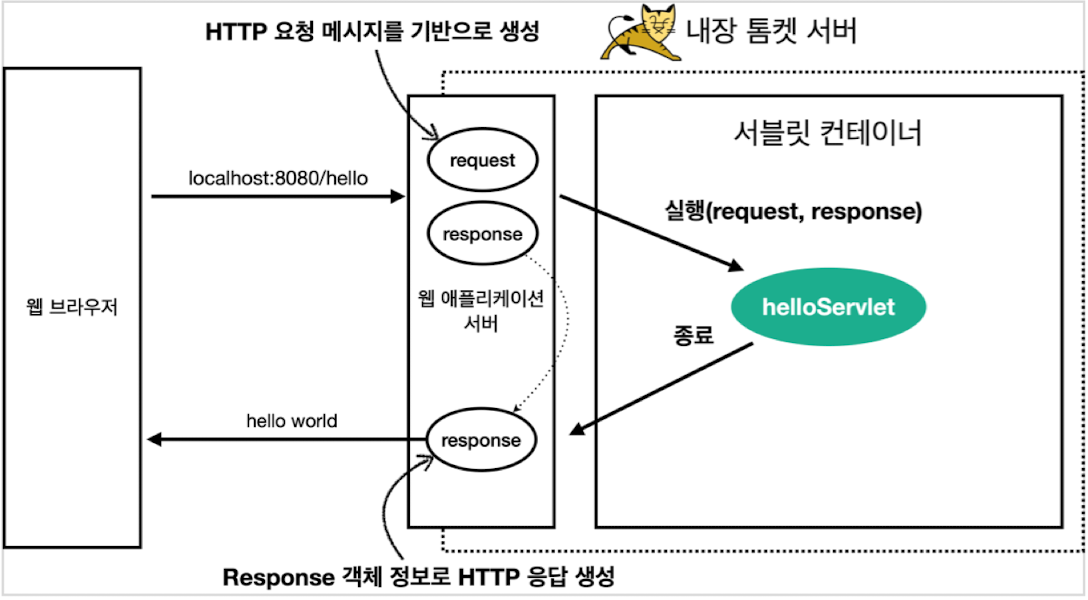 HTTP 요청 메시지를 기반으로 생성
내장 톰켓 서버
서블릿 컨테이너
request
localhost:8080/hello
실행(request, response)
response
웹 브라우저
웹 애플리케이션
서버
helloServlet
종료
hello world
response
Response 객체 정보로 HTTP 응답 생성